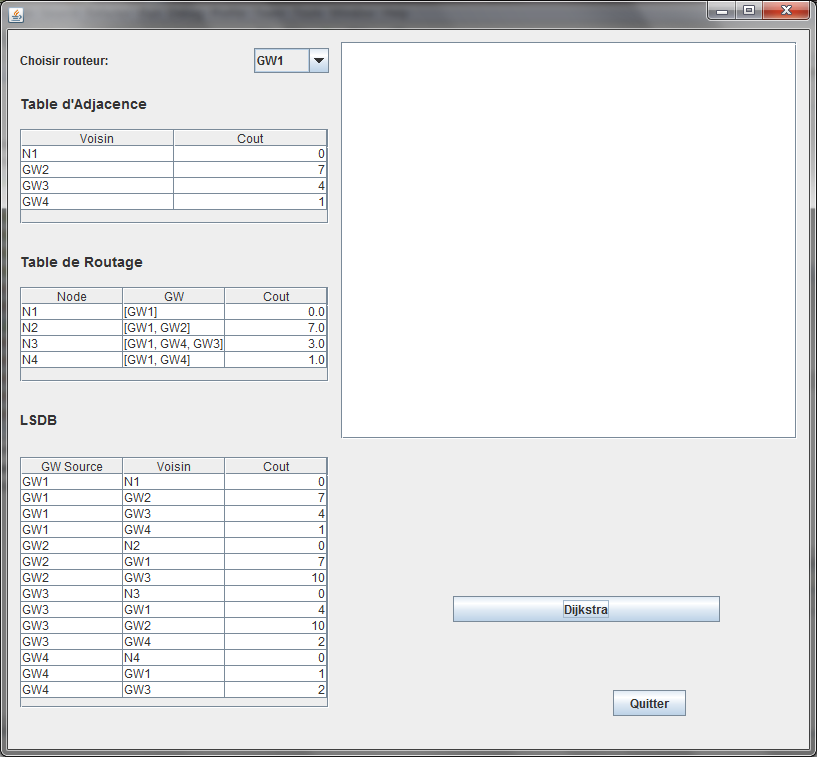 Choisir routeur: GW1
Table d'Adjacence
Voisin Cout
N1 0
GW2 7
GW3 4
GW4 1
Table de Routage
Node GW Cout
N1 [GW1] 0.0
N2 [GW1, GW2] 7.0
N3 [GW1, GW4, GW3] 3.0
N4 [GW1, GW4] 1.0
LSDB
GW Source Voisin Cout
GW1 N1 0
GW1 GW2 7
GW1 GW3 4
GW1 GW4 1
GW2 N2 0
GW2 GW1 7
GW2 GW3 10
GW3 N3 0
GW3 GW1 4
GW3 GW2 10
GW3 GW4 2
GW4 N4 0
GW4 GW1 1
GW4 GW3 2
Dijkstra
Quitter